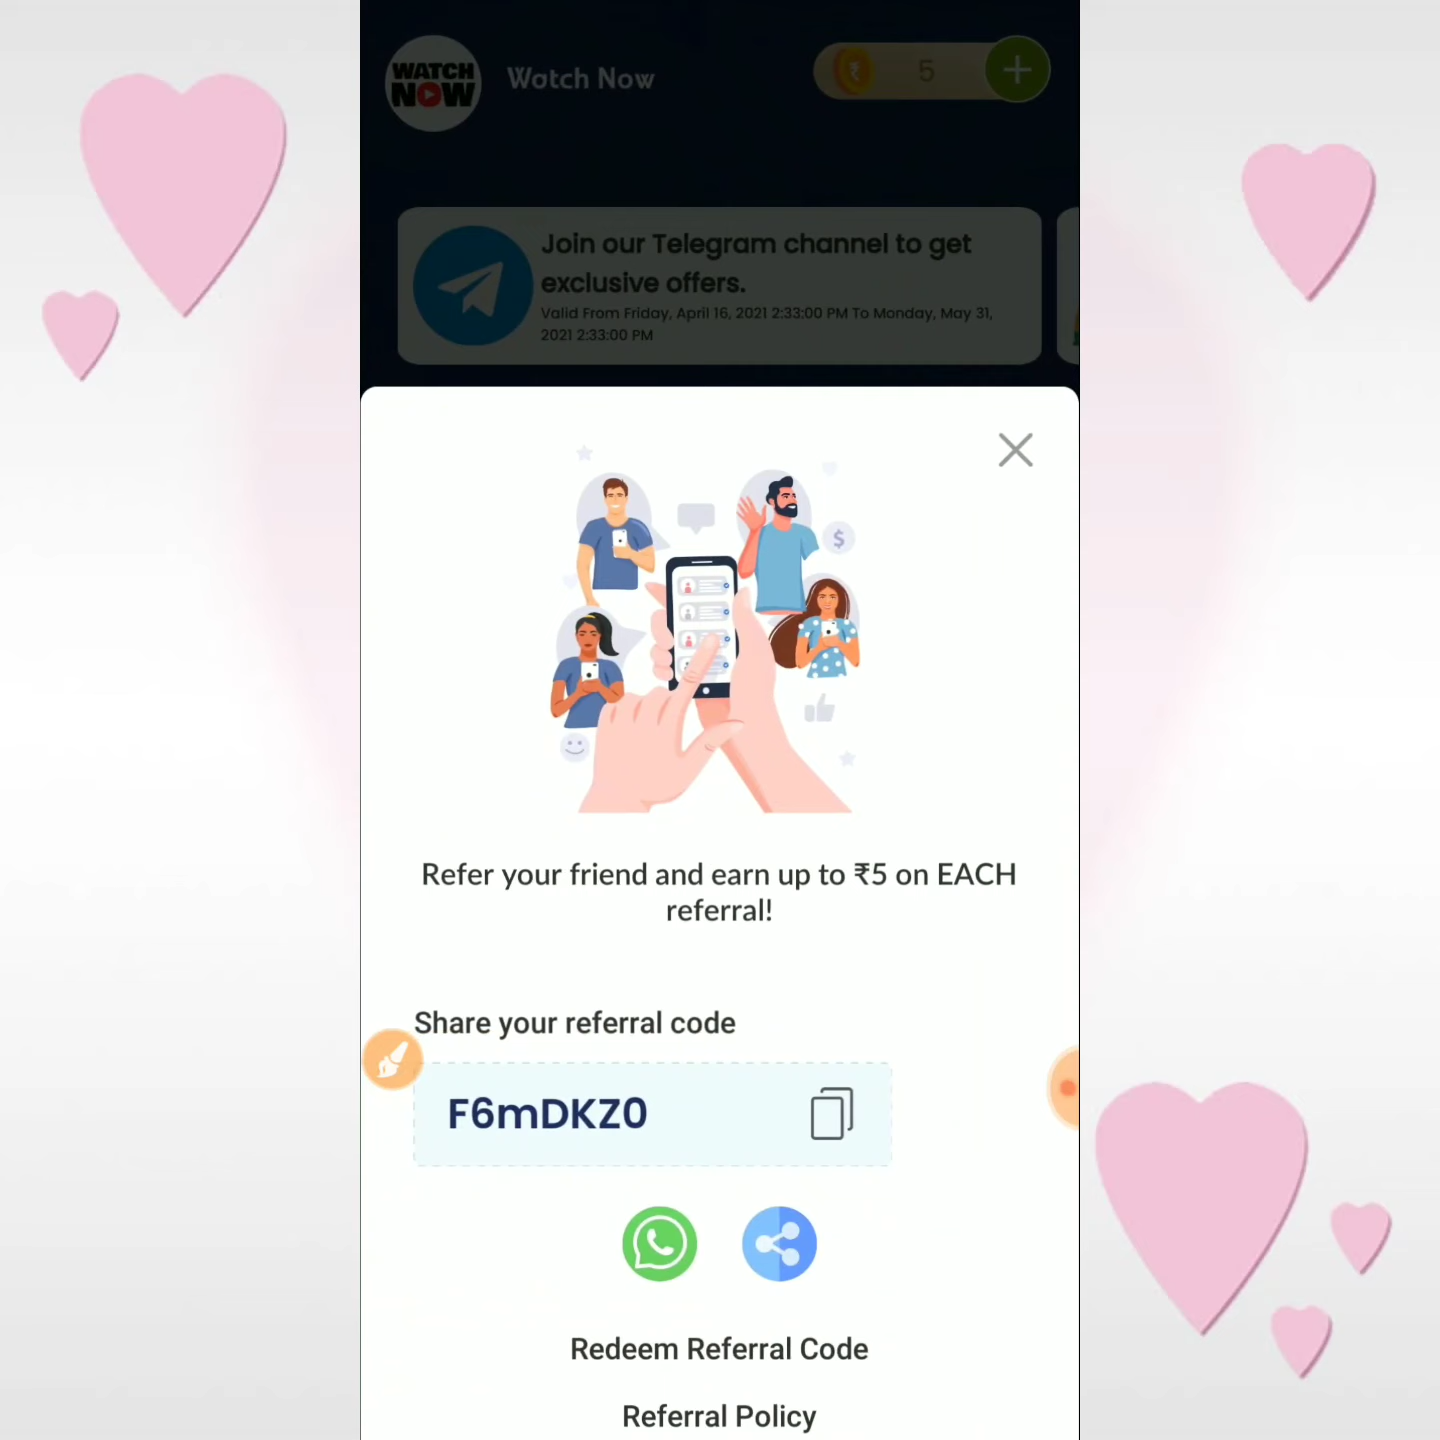 WATCH
NOW
Watch Now
5
Join our Telegram channel to get
exclusive offers.
Valid From Friday, April 16, 2021 2:33:00 PM To Monday, May 31,
2021 2:33:00 PM
Refer your friend and earn up to ₹5 on EACH
referral!
Share your referral code
F6mDKZ0
Redeem Referral Code
Referral Policy